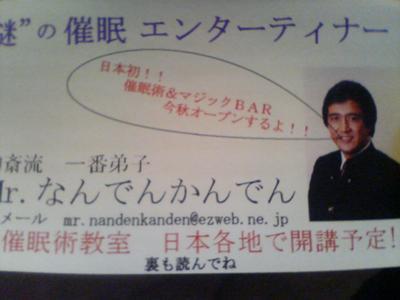 謎”の 催眠 エンターティナー
日本初！！
催眠術&マジックBAR
今秋オープンするよ！！
斎流　一番弟子
Mr. なんでんかんでん
メール　mr.nandenkanden@ezweb.ne.jp
催眠術教室　日本各地で開講予定!
裏も読んでね